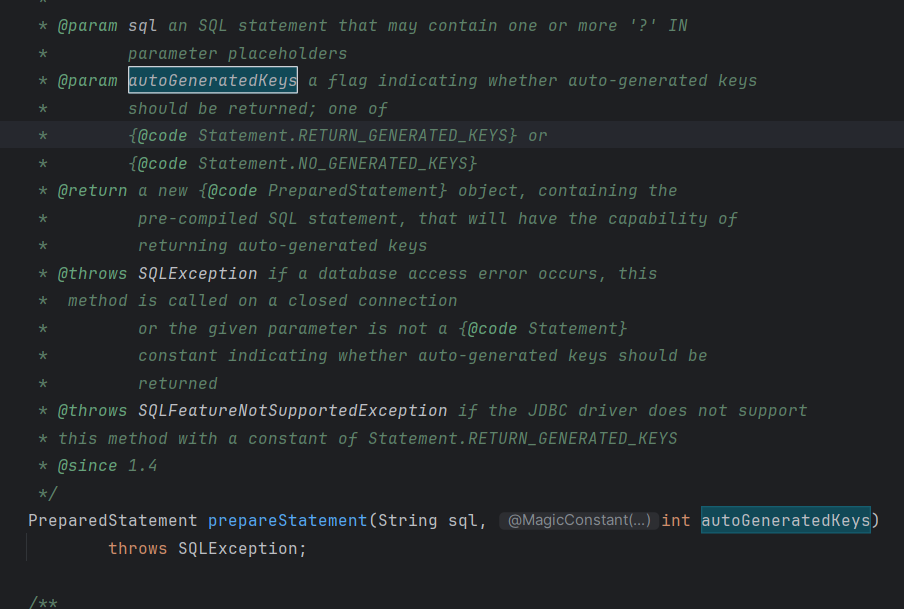 *
* @param sql an SQL statement that may contain one or more '?' IN
*        parameter placeholders
* @param autoGeneratedKeys a flag indicating whether auto-generated keys
*        should be returned; one of
*        {@code Statement.RETURN_GENERATED_KEYS} or
*        {@code Statement.NO_GENERATED_KEYS}
* @return a new {@code PreparedStatement} object, containing the
*         pre-compiled SQL statement, that will have the capability of
*         returning auto-generated keys
* @throws SQLException if a database access error occurs, this
*  method is called on a closed connection
*         or the given parameter is not a {@code Statement}
*         constant indicating whether auto-generated keys should be
*         returned
* @throws SQLFeatureNotSupportedException if the JDBC driver does not support
* this method with a constant of Statement.RETURN_GENERATED_KEYS
* @since 1.4
*/
PreparedStatement prepareStatement(String sql, @MagicConstant(...) int autoGeneratedKeys)
        throws SQLException;
/**